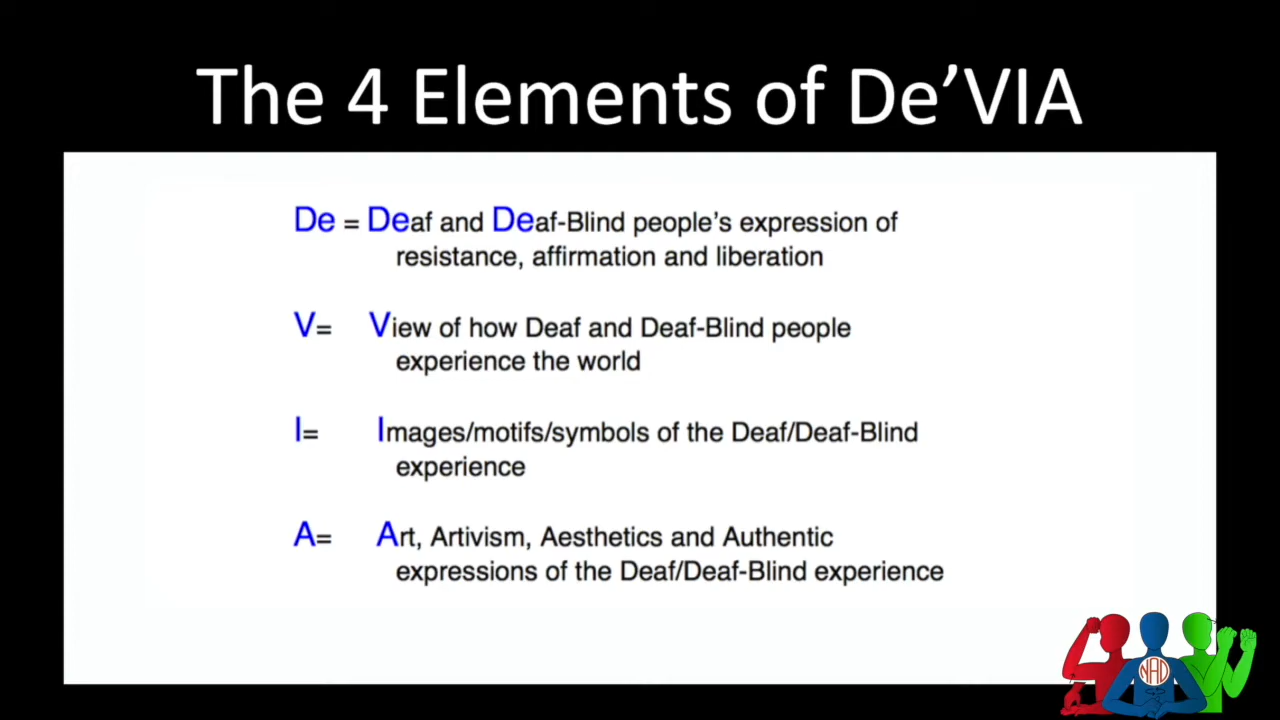 The 4 Elements of De’VIA
De = Deaf and Deaf-Blind people’s expression of
resistance, affirmation and liberation
V= View of how Deaf and Deaf-Blind people
experience the world
I= Images/motifs/symbols of the Deaf/Deaf-Blind
experience
A= Art, Artivism, Aesthetics and Authentic
expressions of the Deaf/Deaf-Blind experience
NAD